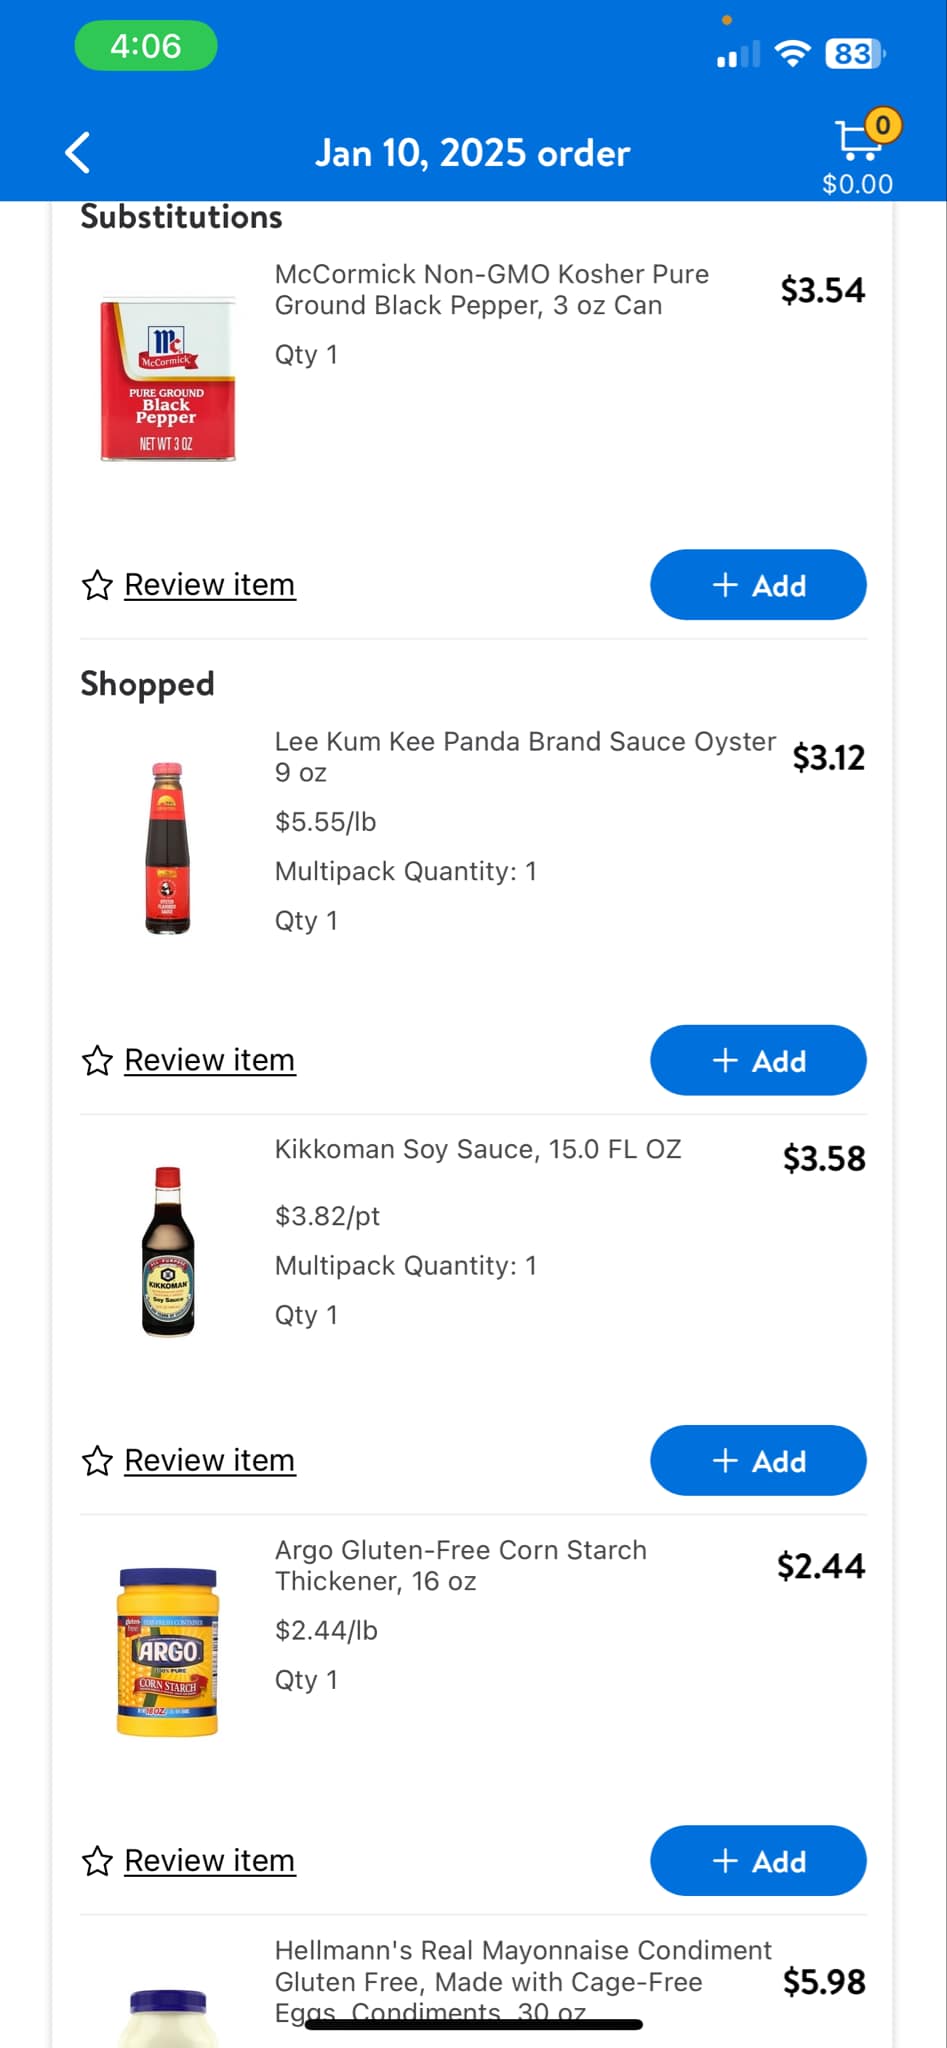 4:06
83
Jan 10, 2025 order
0
$0.00
Substitutions
McCormick Non-GMO Kosher Pure
Ground Black Pepper, 3 oz Can
$3.54
Qty 1
McCormick
PURE GROUND
Black
Pepper
NET WT 3 OZ
Review item
+ Add
Shopped
Lee Kum Kee Panda Brand Sauce Oyster
9 oz
$3.12
$5.55/lb
Multipack Quantity: 1
Qty 1
Review item
+ Add
Kikkoman Soy Sauce, 15.0 FL OZ
$3.58
$3.82/pt
Multipack Quantity: 1
Qty 1
KIKKOMAN
Soy Sauce
Review item
+ Add
Argo Gluten-Free Corn Starch
Thickener, 16 oz
$2.44
$2.44/lb
Qty 1
ARGO
100% PURE
CORN STARCH
Review item
+ Add
Hellmann's Real Mayonnaise Condiment
Gluten Free, Made with Cage-Free
Eggs, Condiments, 30 oz
$5.98